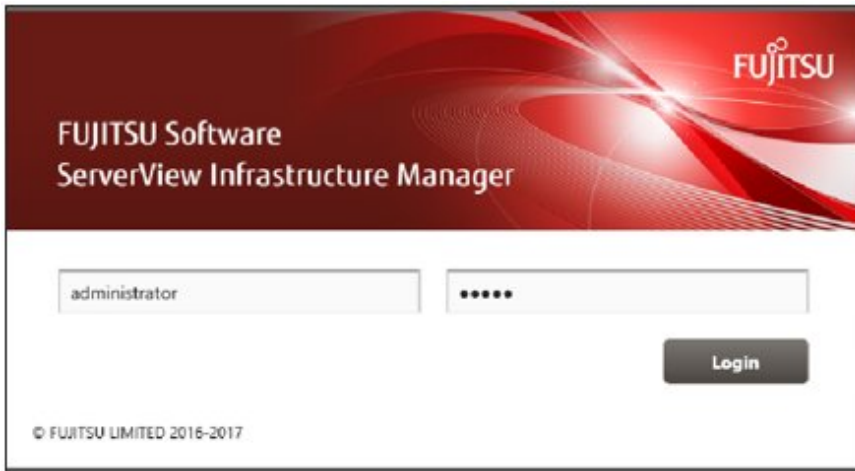 FUJITSU
FUJITSU Software
ServerView Infrastructure Manager
administrator
•••••
Login
© FUJITSU LIMITED 2016-2017